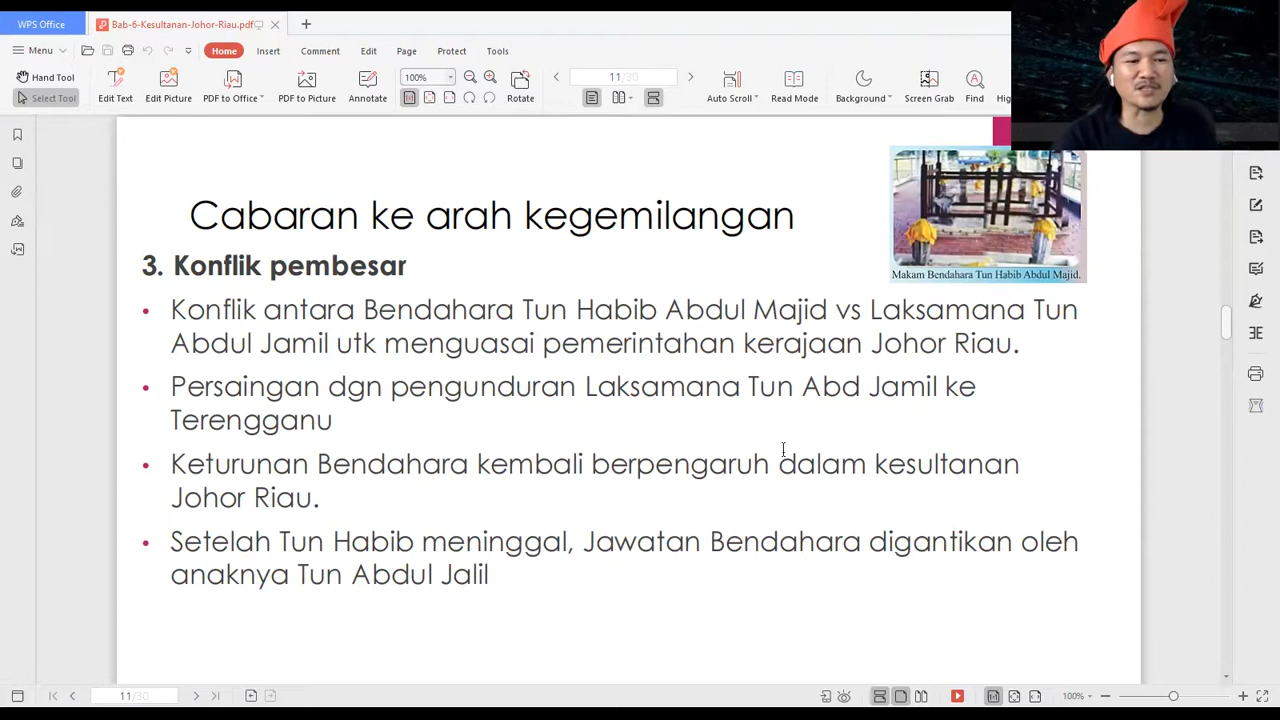 WPS Office
Bab-6-Kesultanan-Johor-Riau.pdf
Menu
Home
Insert
Comment
Edit
Page
Protect
Tools
Hand Tool
Select Tool
Edit Text
Edit Picture
PDF to Office
PDF to Picture
Annotate
100%
Rotate
11/30
Auto Scroll
Read Mode
Background
Screen Grab
Find
Cabaran ke arah kegemilangan
Makam Bendahara Tun Habib Abdul Majid.
3. Konflik pembesar
• Konflik antara Bendahara Tun Habib Abdul Majid vs Laksamana Tun
Abdul Jamil utk menguasai pemerintahan kerajaan Johor Riau.
• Persaingan dgn pengunduran Laksamana Tun Abd Jamil ke
Terengganu
• Keturunan Bendahara kembali berpengaruh dalam kesultanan
Johor Riau.
• Setelah Tun Habib meninggal, Jawatan Bendahara digantikan oleh
anaknya Tun Abdul Jalil
11/30
100%